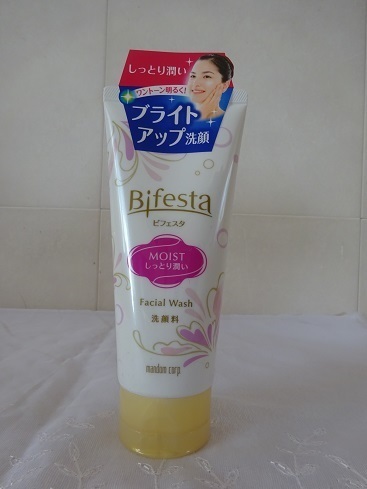 しっとり潤い
ワントーン明るく!
ブライト
アップ洗顔
Bifesta
ビフェスタ
MOIST
しっとり潤い
Facial Wash
洗顔料
mandom corp